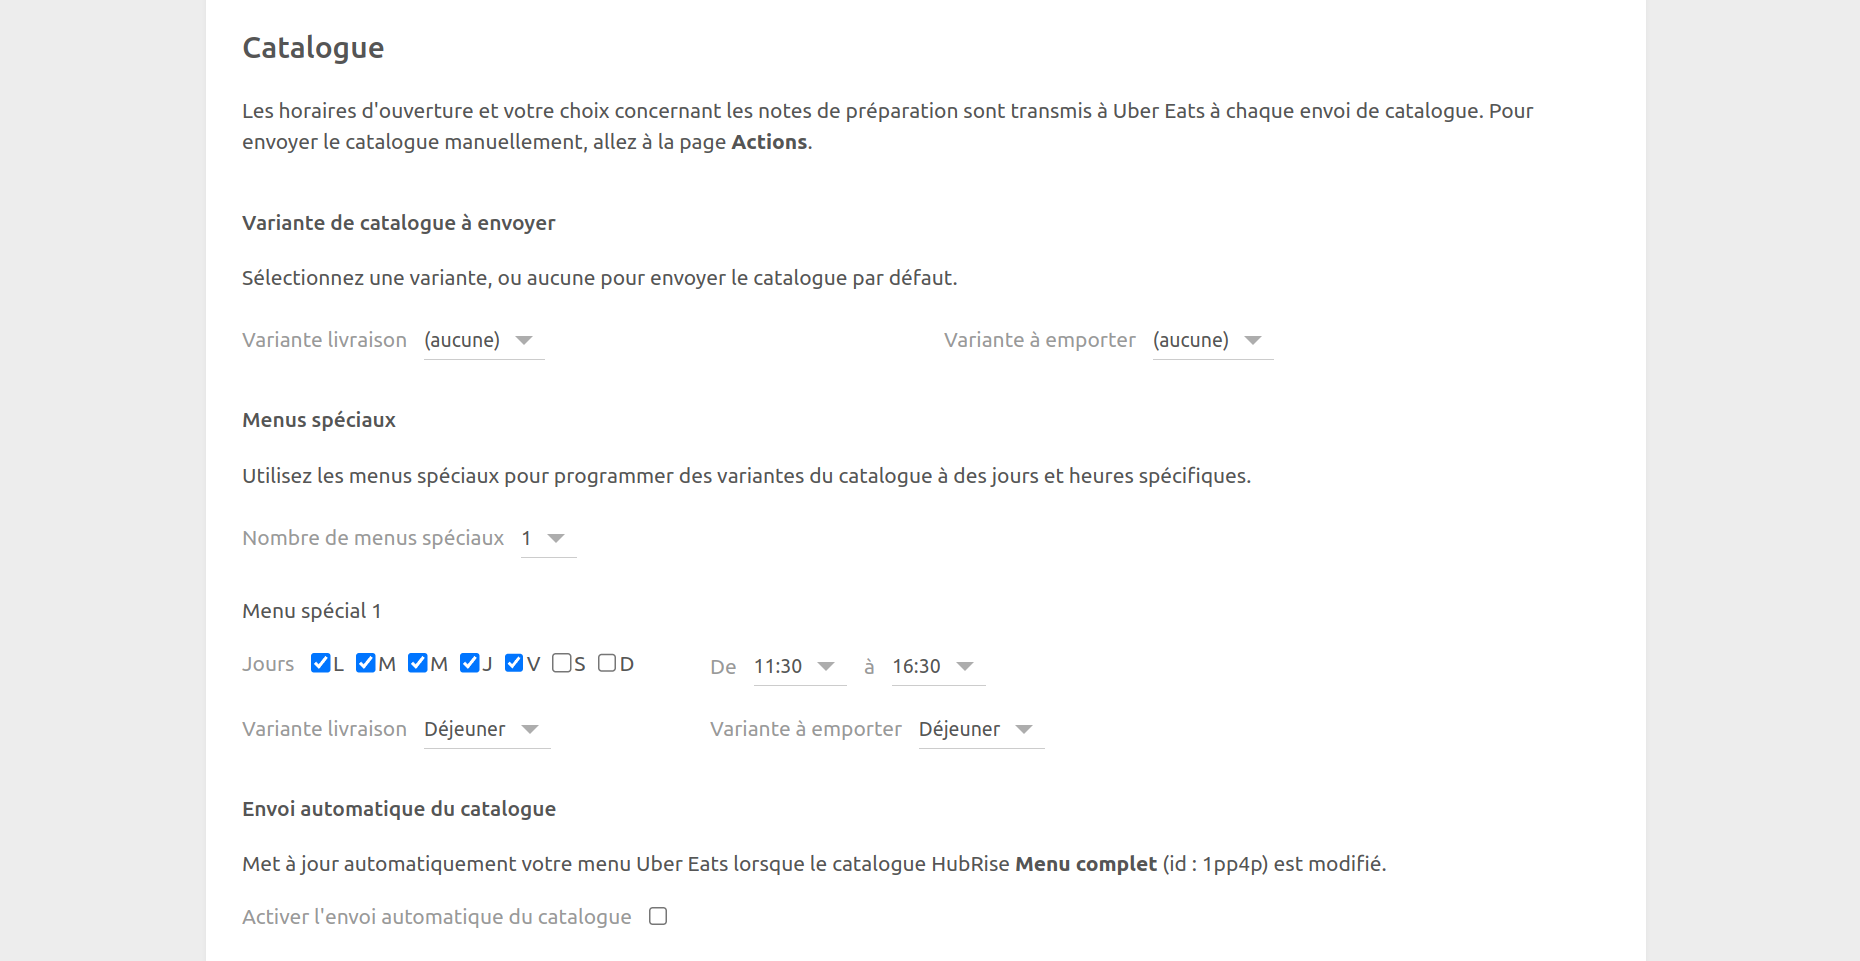 Catalogue
Les horaires d'ouverture et votre choix concernant les notes de préparation sont transmis à Uber Eats à chaque envoi de catalogue. Pour
envoyer le catalogue manuellement, allez à la page Actions.
Variante de catalogue à envoyer
Sélectionnez une variante, ou aucune pour envoyer le catalogue par défaut.
Variante livraison (aucune) Variante à emporter (aucune)
Menus spéciaux
Utilisez les menus spéciaux pour programmer des variantes du catalogue à des jours et heures spécifiques.
Nombre de menus spéciaux 1
Menu spécial 1
Jours L M M J V S D De 11:30 à 16:30
Variante livraison Déjeuner Variante à emporter Déjeuner
Envoi automatique du catalogue
Met à jour automatiquement votre menu Uber Eats lorsque le catalogue HubRise Menu complet (id : 1pp4p) est modifié.
Activer l'envoi automatique du catalogue